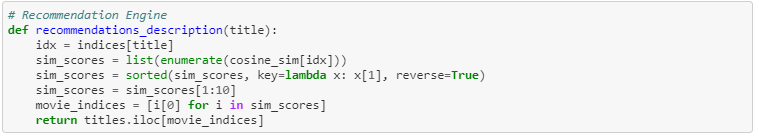 # Recommendation Engine
def recommendations_description(title):
    idx = indices[title]
    sim_scores = list(enumerate(cosine_sim[idx]))
    sim_scores = sorted(sim_scores, key=lambda x: x[1], reverse=True)
    sim_scores = sim_scores[1:10]
    movie_indices = [i[0] for i in sim_scores]
    return titles.iloc[movie_indices]